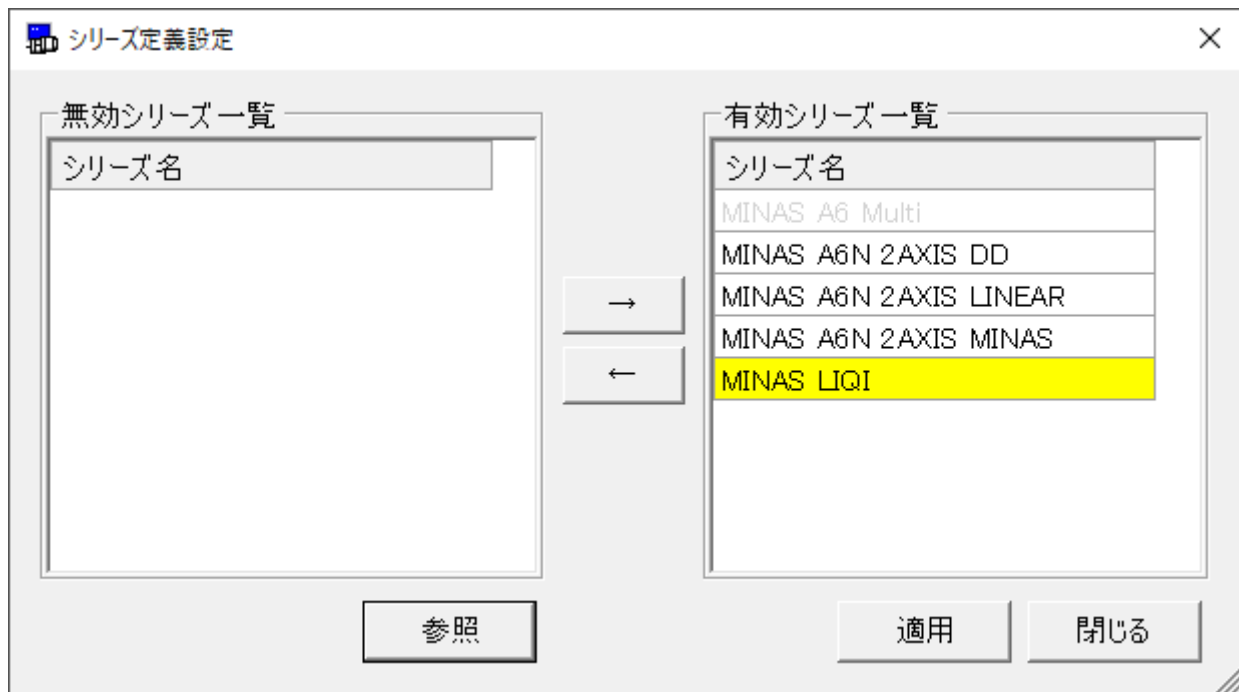 シリーズ定義設定
無効シリーズ一覧
シリーズ名
有効シリーズ一覧
シリーズ名
MINAS A6 Multi
MINAS A6N 2AXIS DD
MINAS A6N 2AXIS LINEAR
MINAS A6N 2AXIS MINAS
MINAS LIQI
→
←
参照
適用
閉じる